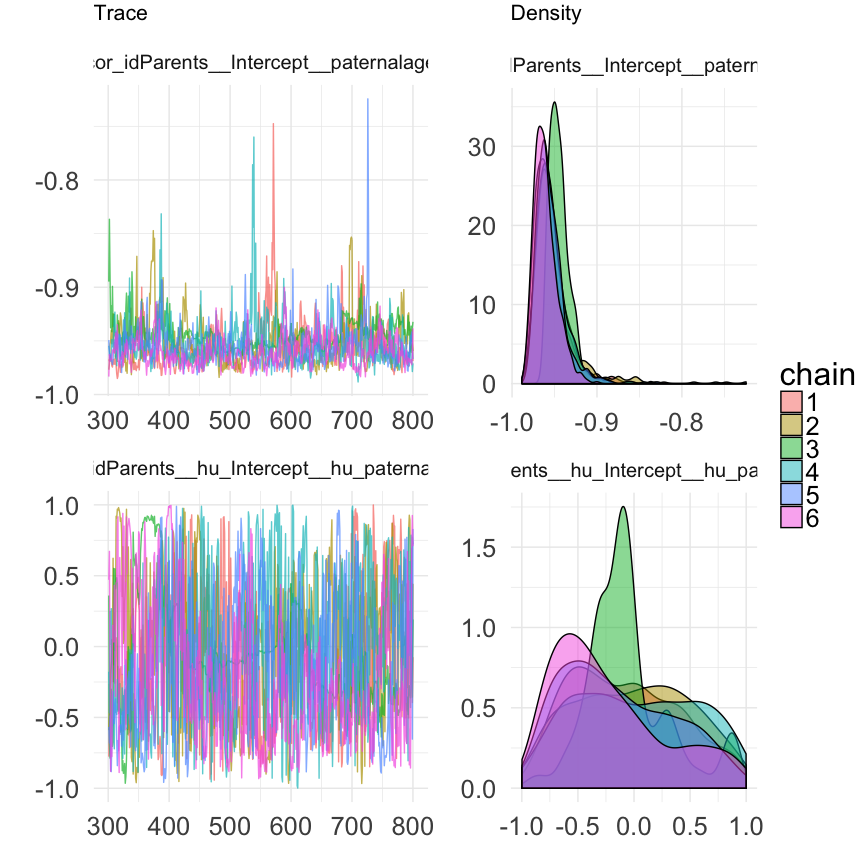 Trace
Density
cor_idParents__Intercept__paternalage
lParents__Intercept__patern
-0.8
-0.9
-1.0
300 400 500 600 700 800
30
20
10
0
-1.0 -0.9 -0.8
idParents__hu_Intercept__hu_paterna
ents__hu_Intercept__hu_pa
1.0
0.5
0.0
-0.5
-1.0
300 400 500 600 700 800
1.5
1.0
0.5
0.0
-1.0 -0.5 0.0 0.5 1.0
chain
1
2
3
4
5
6